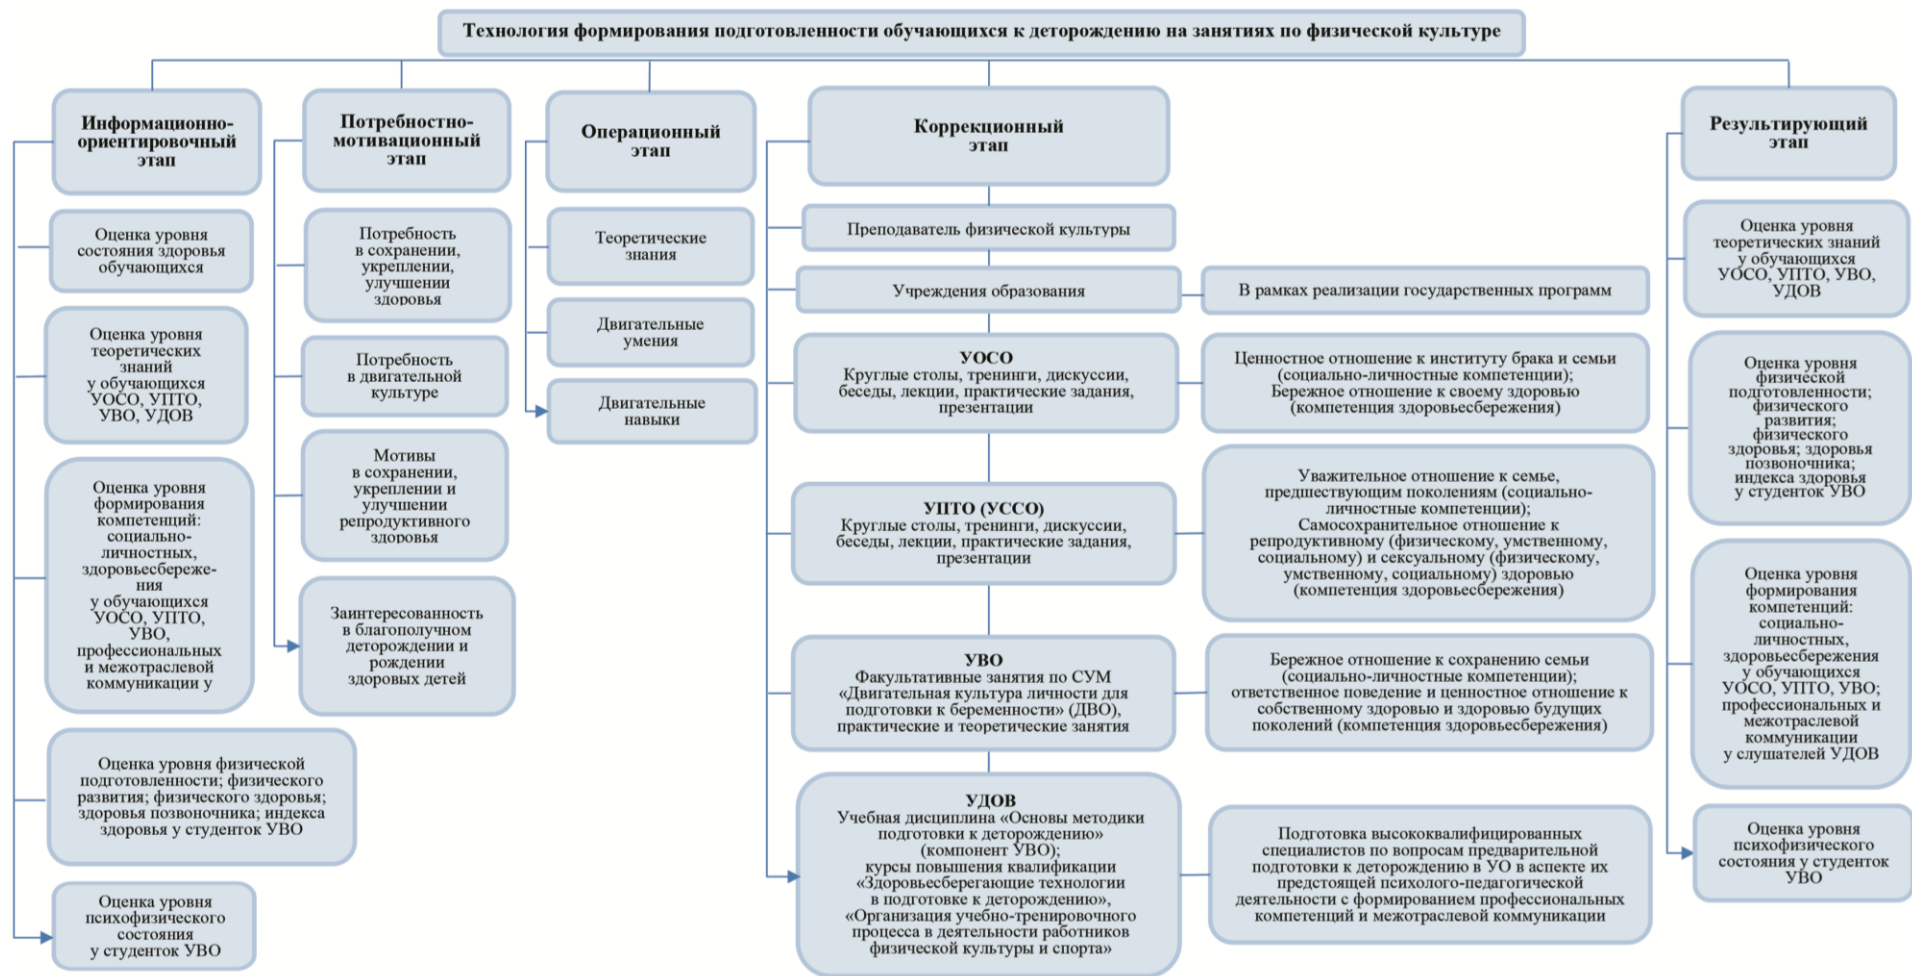 Технология формирования подготовленности обучающихся к деторождению на занятиях по физической культуре
Информационно-
ориентировочный
этап
Оценка уровня
состояния здоровья
обучающихся
Оценка уровня
теоретических
знаний
у обучающихся
УОСО, УПТО,
УВО, УДОВ
Оценка уровня
формирования
компетенций:
социально-
личностных,
здоровьесбереже-
ния
у обучающихся
УОСО, УПТО,
УВО,
профессиональных
и межотраслевой
коммуникации у
Оценка уровня физической
подготовленности; физического
развития; физического здоровья;
здоровья позвоночника; индекса
здоровья у студенток УВО
Оценка уровня
психофизического
состояния
у студенток УВО
Потребностно-
мотивационный
этап
Потребность
в сохранении,
укреплении,
улучшении
здоровья
Потребность
в двигательной
культуре
Мотивы
в сохранении,
укреплении и
улучшении
репродуктивного
здоровья
Заинтересованность
в благополучном
деторождении и
рождении
здоровых детей
Операционный
этап
Теоретические
знания
Двигательные
умения
Двигательные
навыки
Коррекционный
этап
Преподаватель физической культуры
Учреждения образования
В рамках реализации государственных программ
УОСО
Круглые столы, тренинги, дискуссии,
беседы, лекции, практические задания,
презентации
Ценностное отношение к институту брака и семьи
(социально-личностные компетенции);
Бережное отношение к своему здоровью
(компетенция здоровьесбережения)
УПТО (УССО)
Круглые столы, тренинги, дискуссии,
беседы, лекции, практические задания,
презентации
Уважительное отношение к семье,
предшествующим поколениям (социально-
личностные компетенции);
Самосохранительное отношение к
репродуктивному (физическому, умственному,
социальному) и сексуальному (физическому,
умственному, социальному) здоровью
(компетенция здоровьесбережения)
УВО
Факультативные занятия по СУМ
«Двигательная культура личности для
подготовки к беременности» (ДВО),
практические и теоретические занятия
Бережное отношение к сохранению семьи
(социально-личностные компетенции);
ответственное поведение и ценностное отношение к
собственному здоровью и здоровью будущих
поколений (компетенция здоровьесбережения)
УДОВ
Учебная дисциплина «Основы методики
подготовки к деторождению»
(компонент УВО);
курсы повышения квалификации
«Здоровьесберегающие технологии
в подготовке к деторождению»,
«Организация учебно-тренировочного
процесса в деятельности работников
физической культуры и спорта»
Подготовка высококвалифицированных
специалистов по вопросам предварительной
подготовки к деторождению в УО в аспекте их
предстоящей психолого-педагогической
деятельности с формированием профессиональных
компетенций и межотраслевой коммуникации
Результирующий
этап
Оценка уровня
теоретических знаний
у обучающихся
УОСО, УПТО, УВО,
УДОВ
Оценка уровня
физической
подготовленности;
физического
развития;
физического
здоровья; здоровья
позвоночника;
индекса здоровья
у студенток УВО
Оценка уровня
формирования
компетенций:
социально-
личностных,
здоровьесбережения
у обучающихся
УОСО, УПТО, УВО;
профессиональных и
межотраслевой
коммуникации
у слушателей УДОВ
Оценка уровня
психофизического
состояния у студенток
УВО